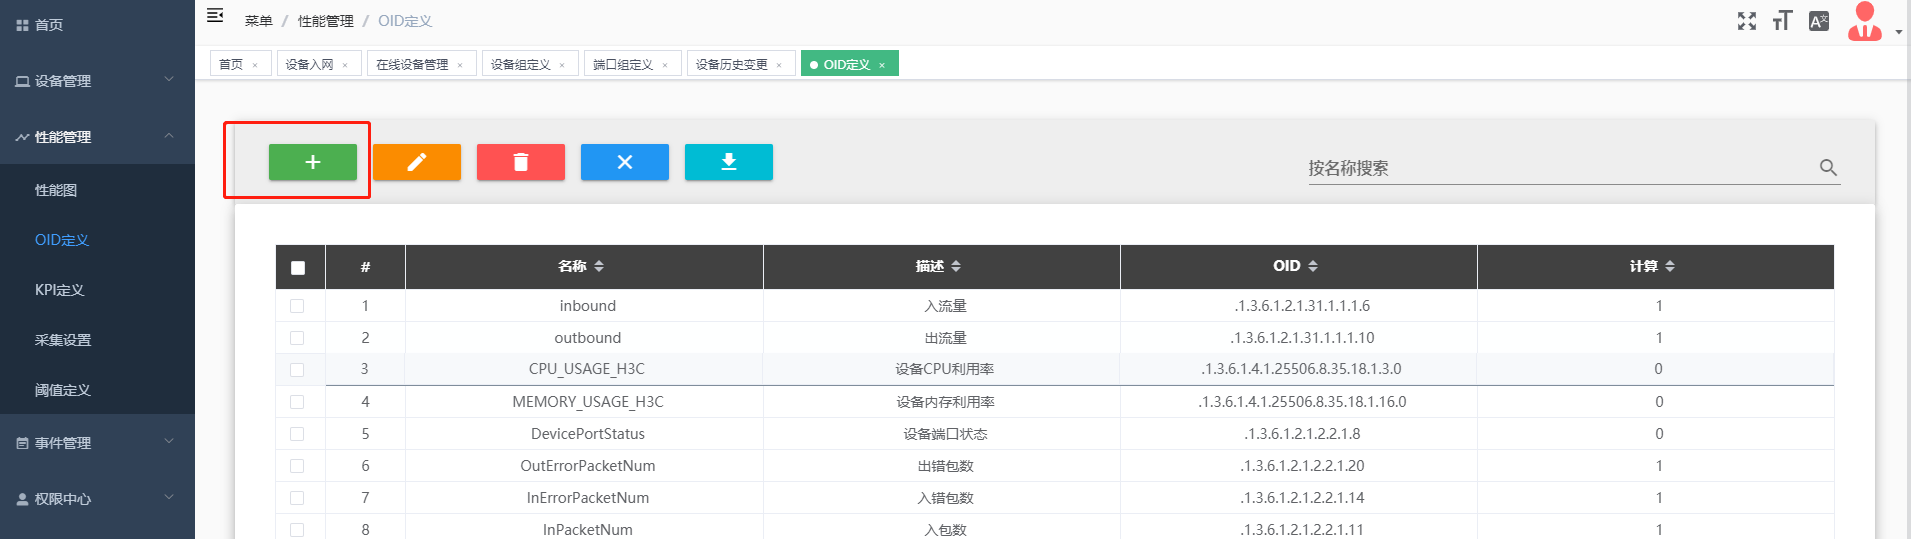 首页
设备管理
性能管理
性能图
OID定义
KPI定义
采集设置
阈值定义
事件管理
权限中心
菜单 / 性能管理 / OID定义
首页 × 设备入网 × 在线设备管理 × 设备组定义 × 端口组定义 × 设备历史变更 × OID定义 ×
按名称搜索
# 名称 描述 OID 计算
1 inbound 入流量 .1.3.6.1.2.1.31.1.1.1.6 1
2 outbound 出流量 .1.3.6.1.2.1.31.1.1.1.10 1
3 CPU_USAGE_H3C 设备CPU利用率 .1.3.6.1.4.1.25506.8.35.18.1.3.0 0
4 MEMORY_USAGE_H3C 设备内存利用率 .1.3.6.1.4.1.25506.8.35.18.1.16.0 0
5 DevicePortStatus 设备端口状态 .1.3.6.1.2.1.2.2.1.8 0
6 OutErrorPacketNum 出错包数 .1.3.6.1.2.1.2.2.1.20 1
7 InErrorPacketNum 入错包数 .1.3.6.1.2.1.2.2.1.14 1
8 InPacketNum 入包数 .1.3.6.1.2.1.2.2.1.11 1